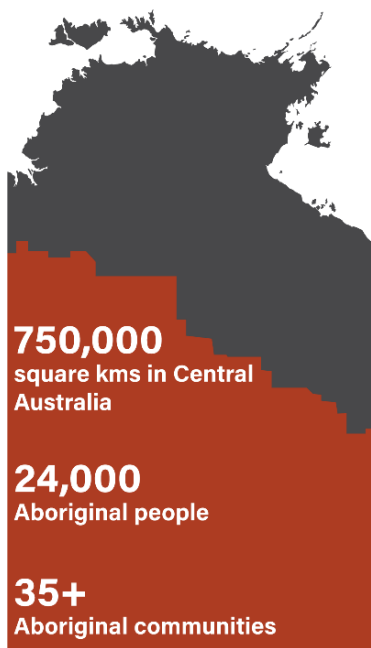 750,000
square kms in Central
Australia
24,000
Aboriginal people
35+
Aboriginal communities